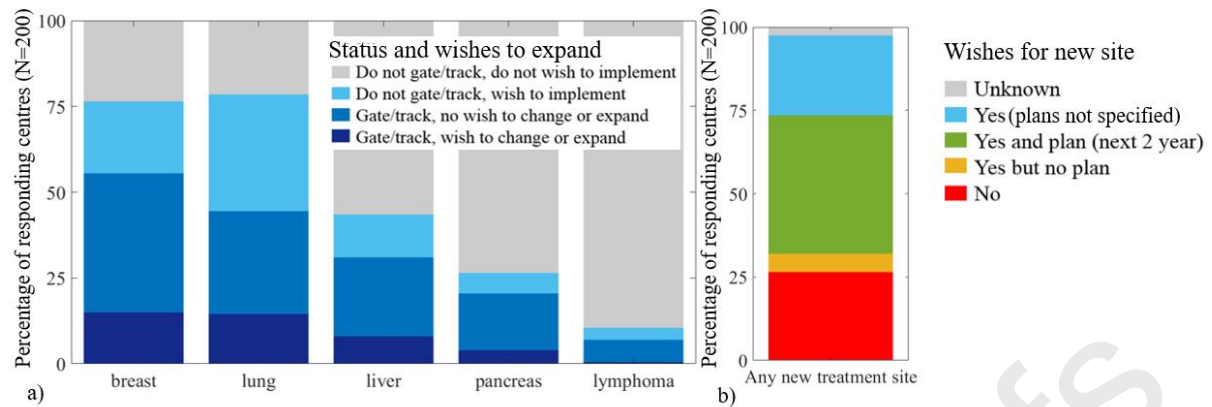 Percentage of responding centres (N=200)
100
75
50
25
0
Status and wishes to expand
Do not gate/track, do not wish to implement
Do not gate/track, wish to implement
Gate/track, no wish to change or expand
Gate/track, wish to change or expand
breast lung liver pancreas lymphoma
a)
Percentage of responding centres (N=200)
100
75
50
25
0
Any new treatment site
b)
Wishes for new site
Unknown
Yes (plans not specified)
Yes and plan (next 2 year)
Yes but no plan
No
fs